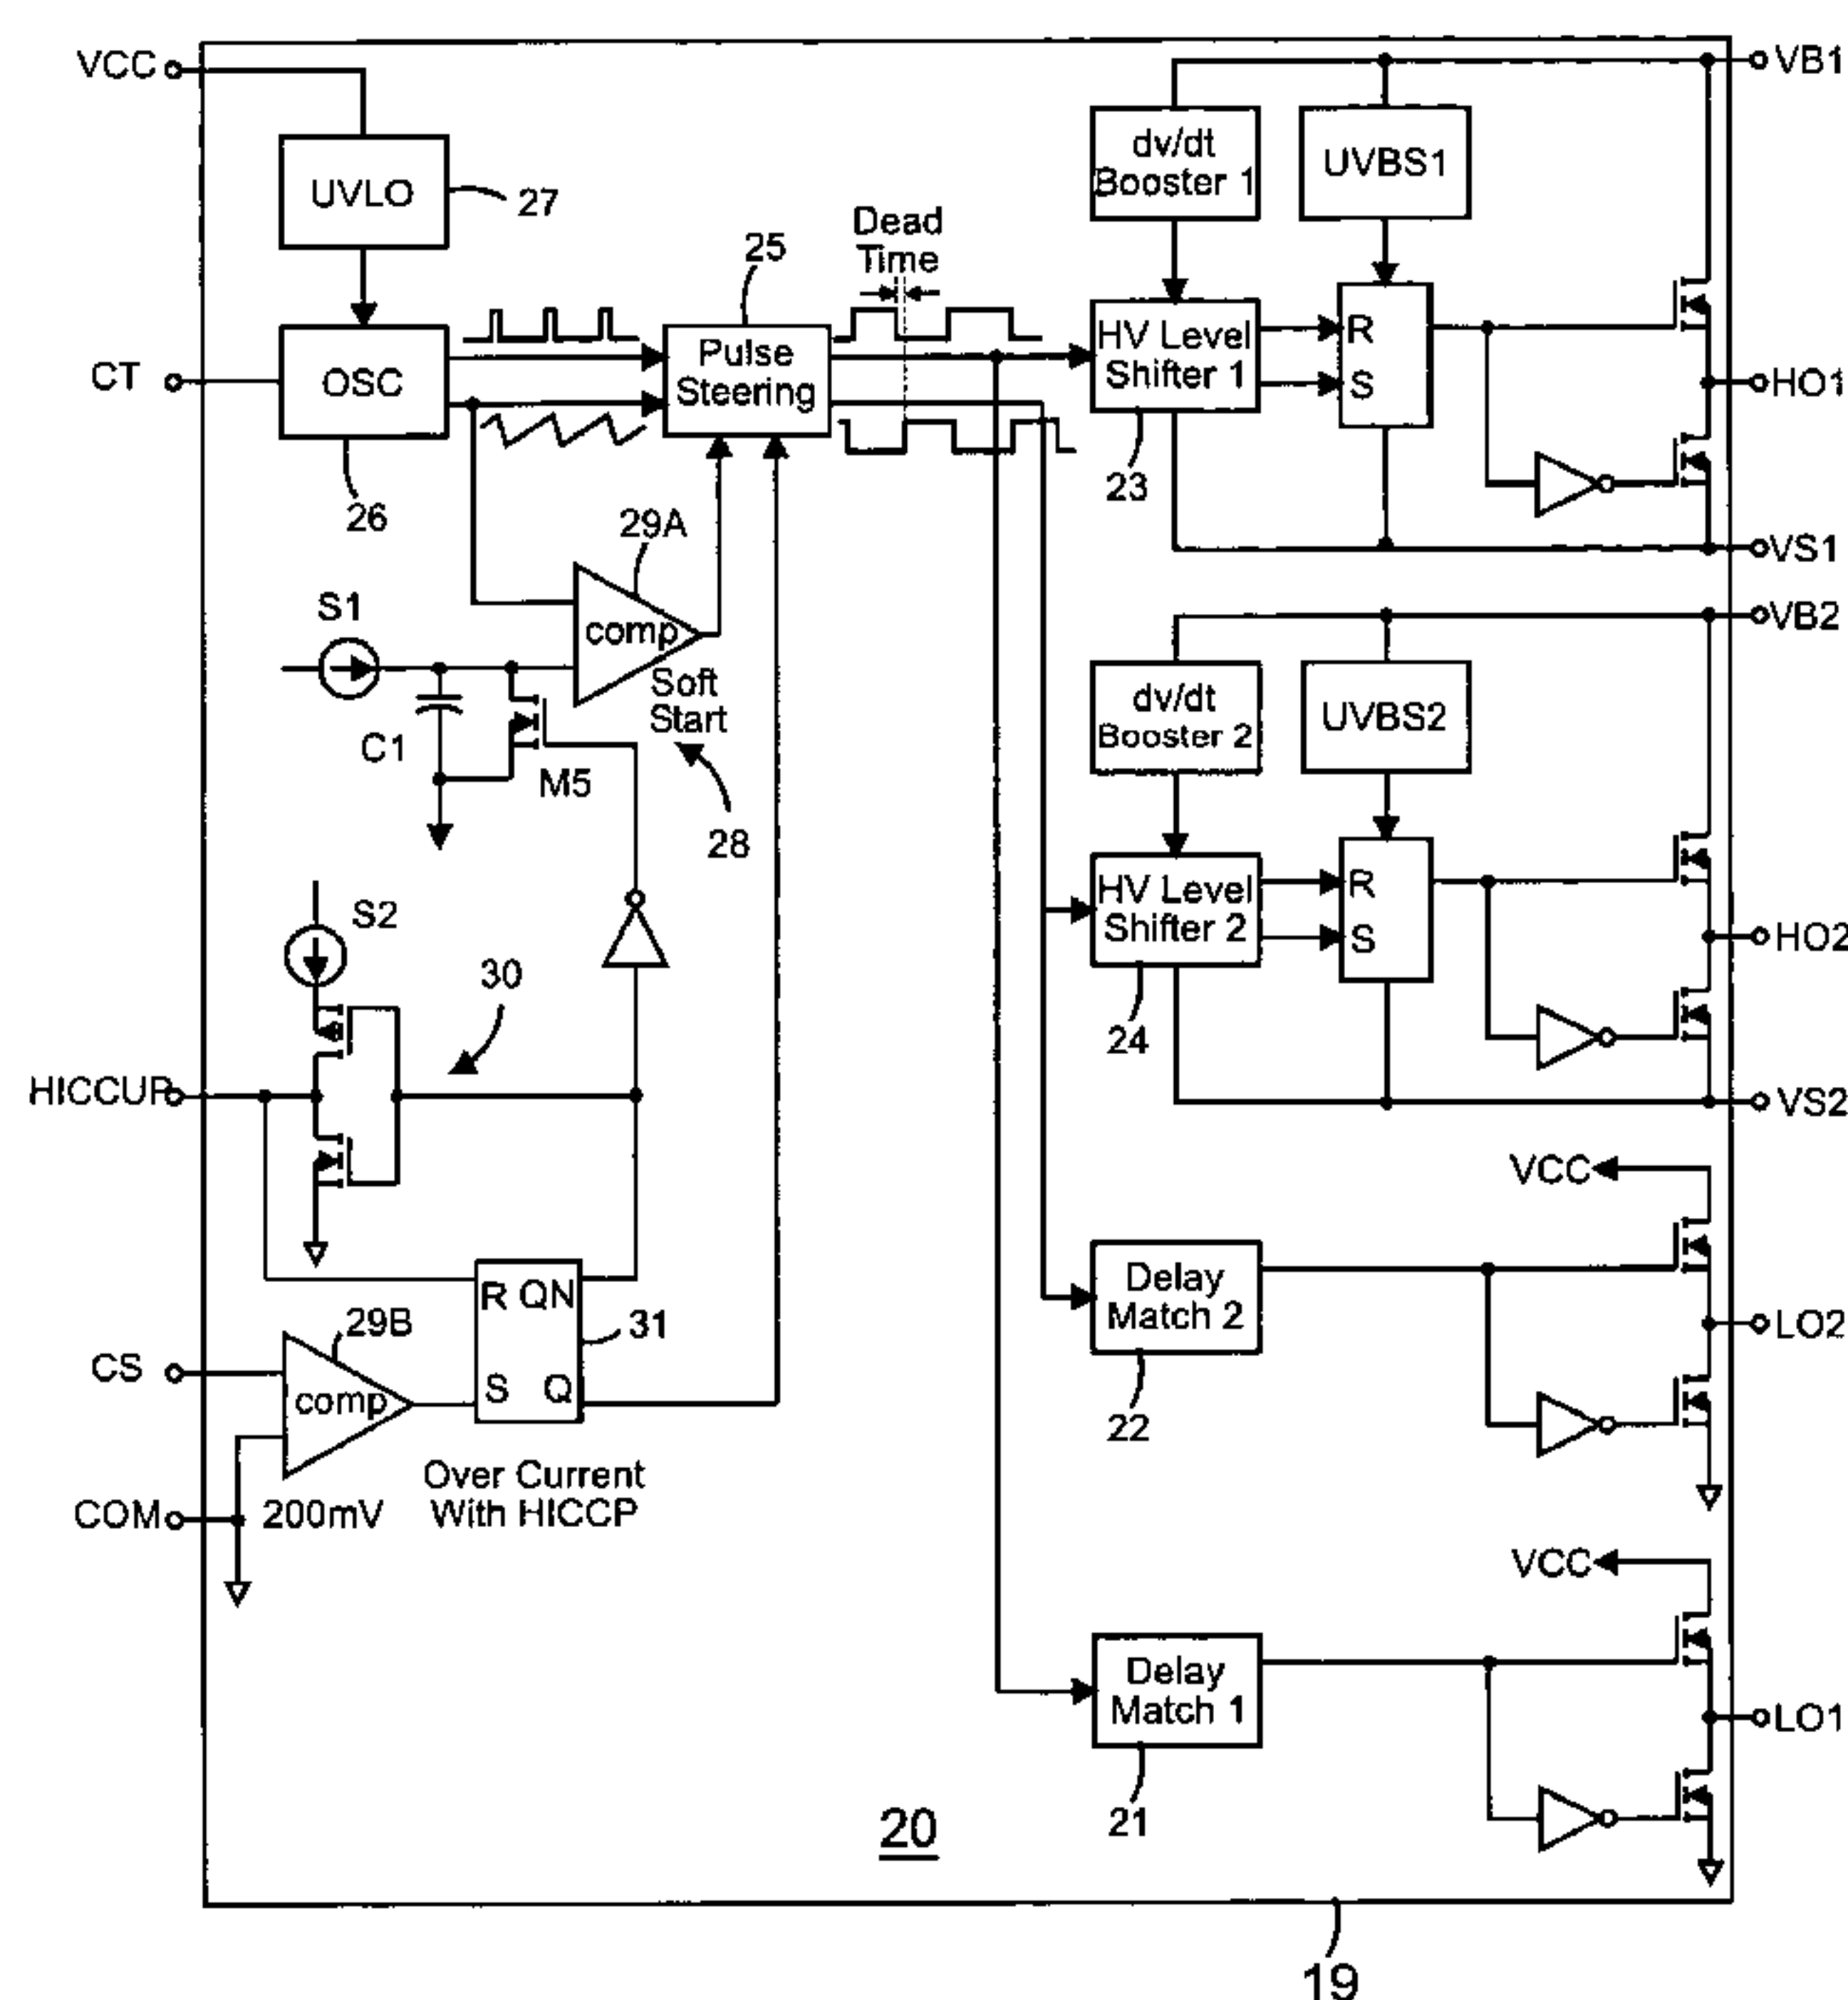 VCC
UVLO
27
CT
OSC
26
25
Pulse
Steering
Dead
Time
dv/dt
Booster 1
UVBS1
VB1
HV Level
Shifter 1
23
R
S
HO1
VS1
29A
comp
Soft
Start
28
S1
C1
M5
VB2
dv/dt
Booster 2
UVBS2
HV Level
Shifter 2
24
R
S
HO2
VS2
S2
30
HICCUP
R QN
S Q
31
29B
comp
CS
COM
200mV
Over Current
With HICCP
VCC
Delay
Match 2
22
LO2
VCC
Delay
Match 1
21
LO1
20
19